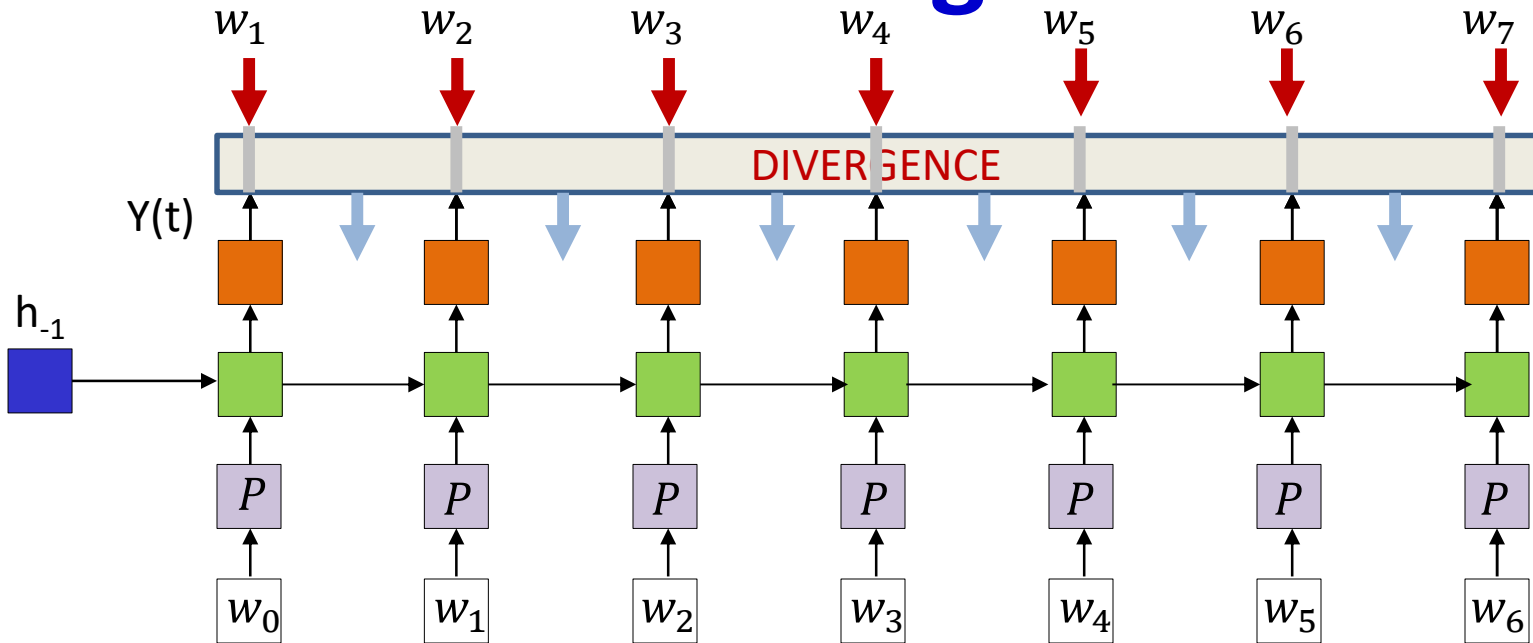 g
w₁ w₂ w₃ w₄ w₅ w₆ w₇
DIVERGENCE
Y(t)
h₋₁
P P P P P P P
w₀ w₁ w₂ w₃ w₄ w₅ w₆